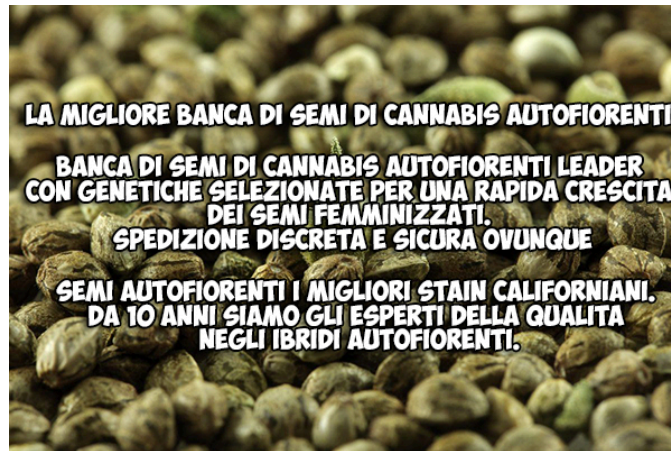 LA MIGLIORE BANCA DI SEMI DI CANNABIS AUTOFIORENTI
BANCA DI SEMI DI CANNABIS AUTOFIORENTI LEADER
CON GENETICHE SELEZIONATE PER UNA RAPIDA CRESCITA
DEI SEMI FEMMINIZZATI.
SPEDIZIONE DISCRETA E SICURA OVUNQUE
SEMI AUTOFIORENTI I MIGLIORI STAIN CALIFORNIANI.
DA 10 ANNI SIAMO GLI ESPERTI DELLA QUALITA
NEGLI IBRIDI AUTOFIORENTI.